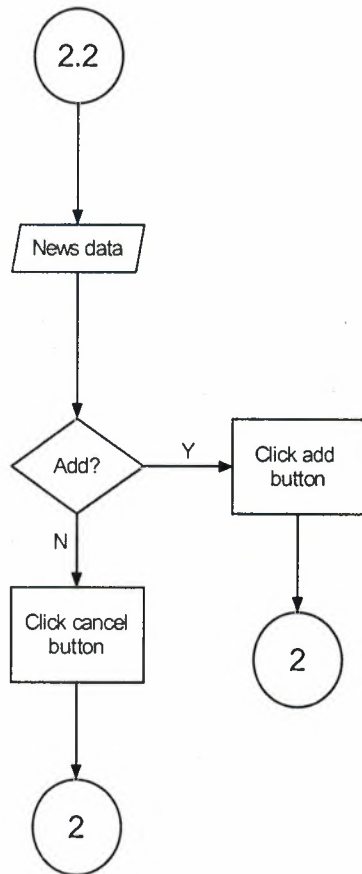 2.2
News data
Add?
Y
Click add
button
N
Click cancel
button
2
2